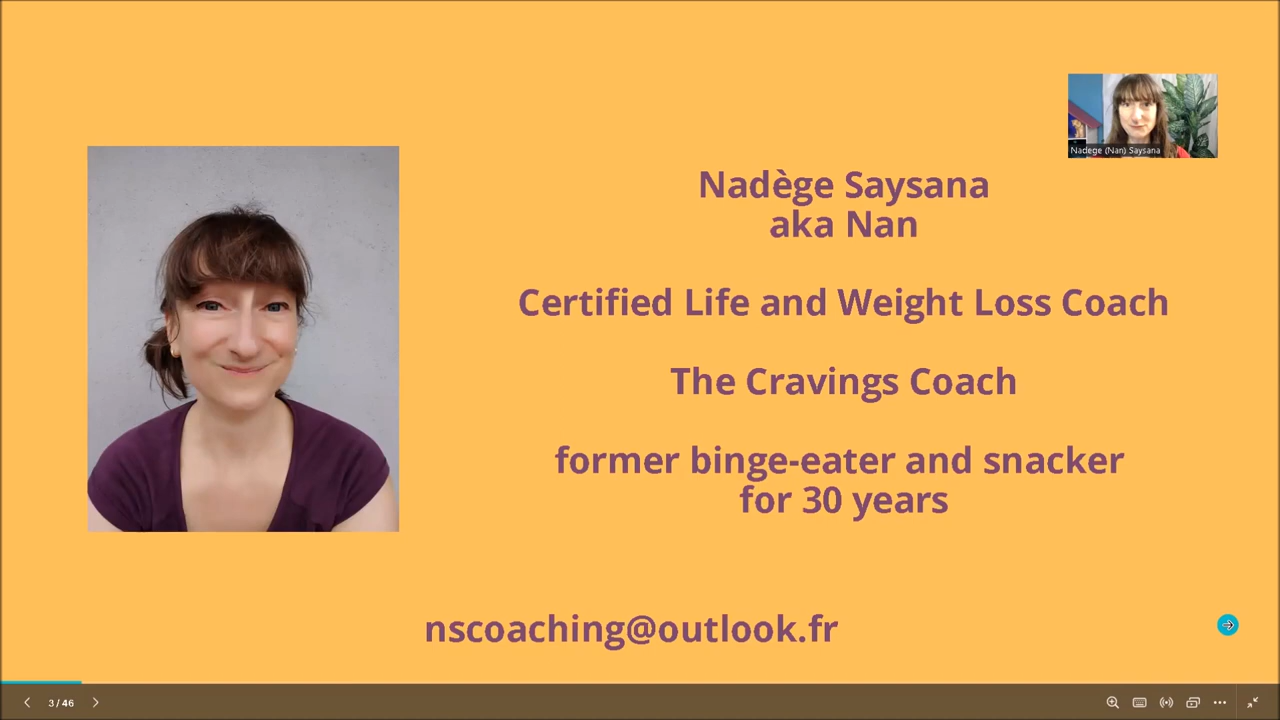 Nadege (Nan) Saysana
Nadège Saysana
aka Nan
Certified Life and Weight Loss Coach
The Cravings Coach
former binge-eater and snacker
for 30 years
nscoaching@outlook.fr
3 / 46